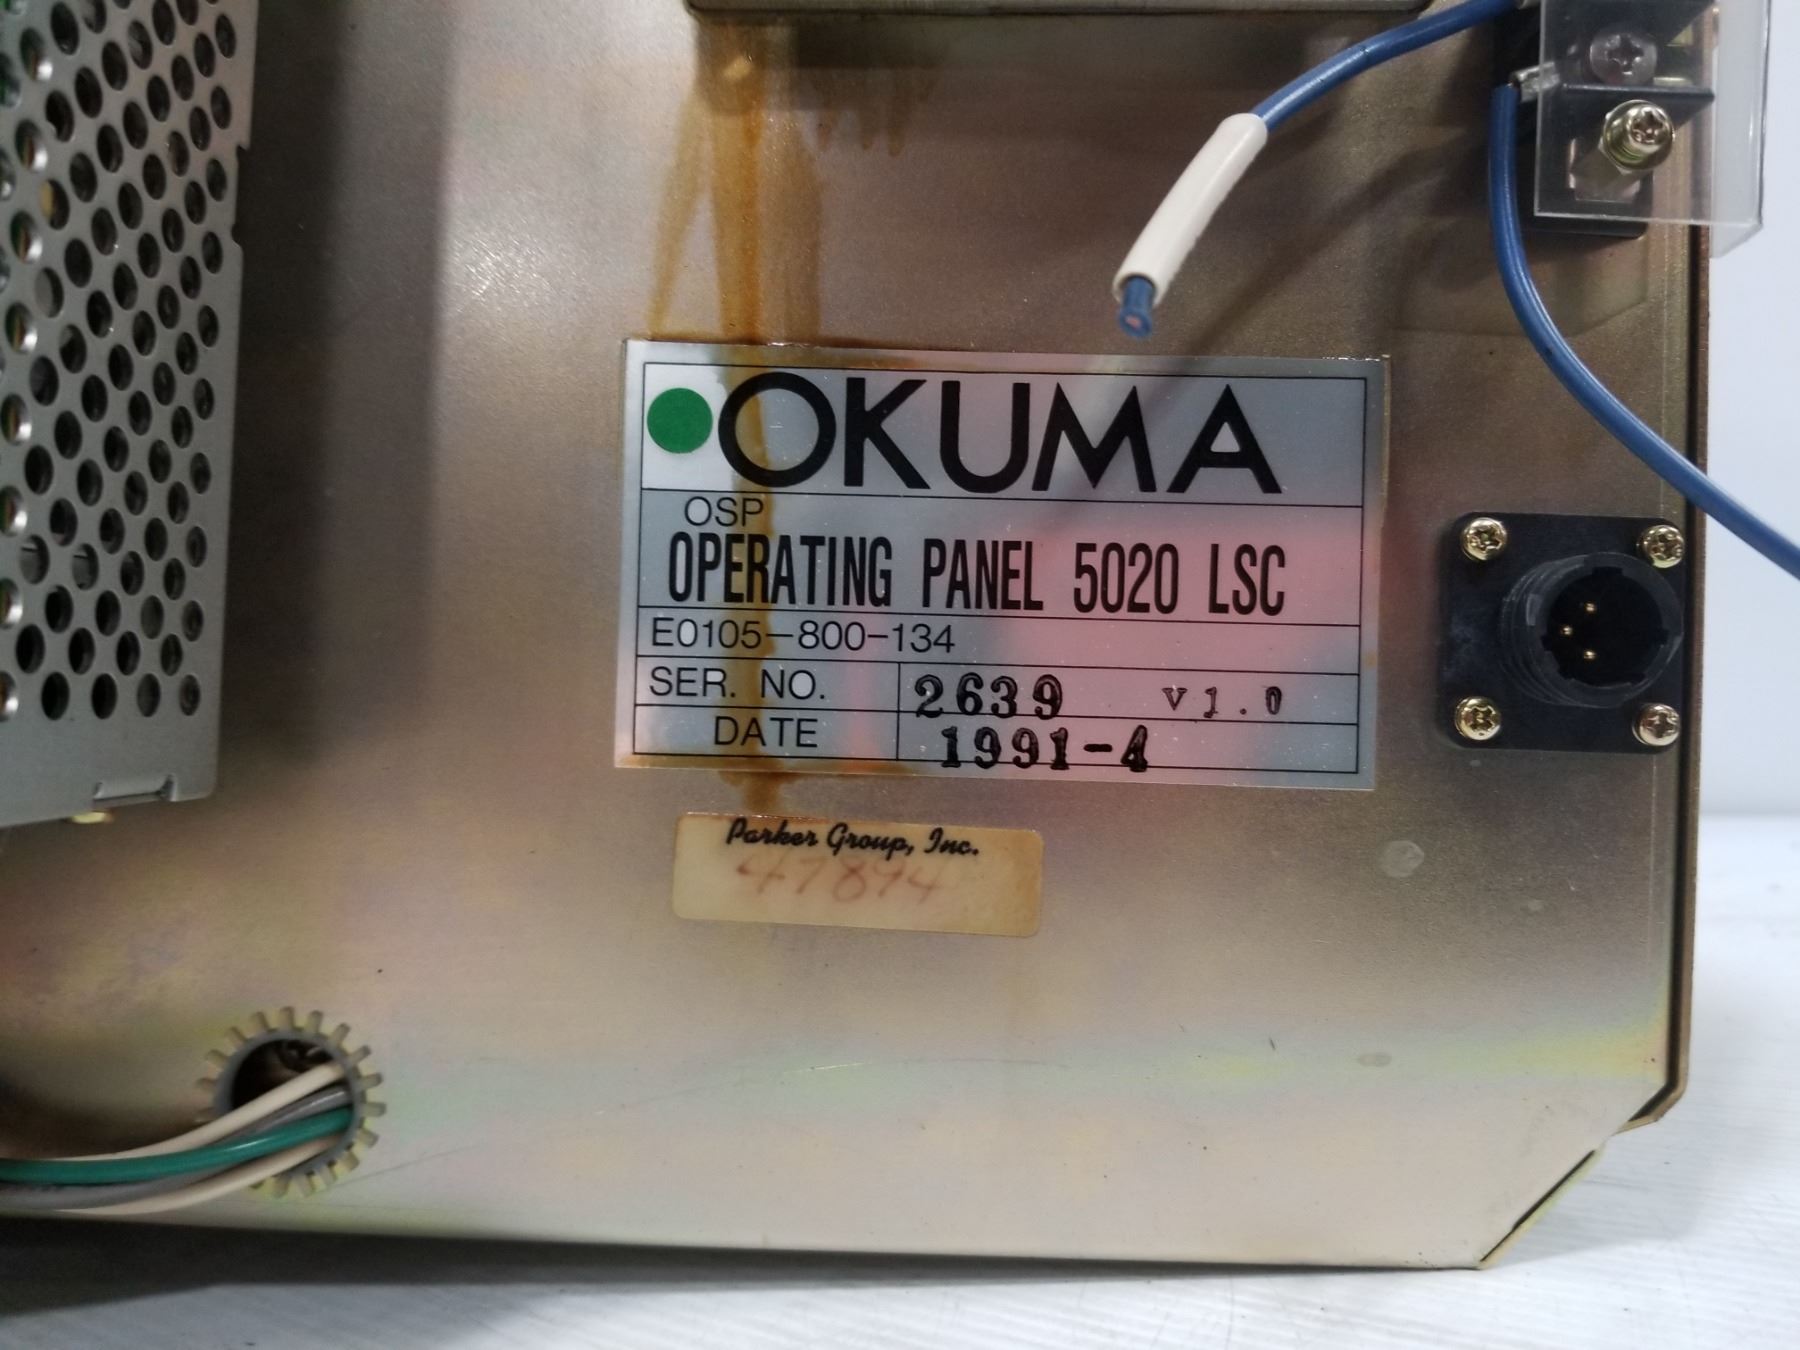 OKUMA
OSP
OPERATING PANEL 5020 LSC
E0105-800-134
SER. NO. 2639 V1.0
DATE 1991-4
Parker Group, Inc.
47894